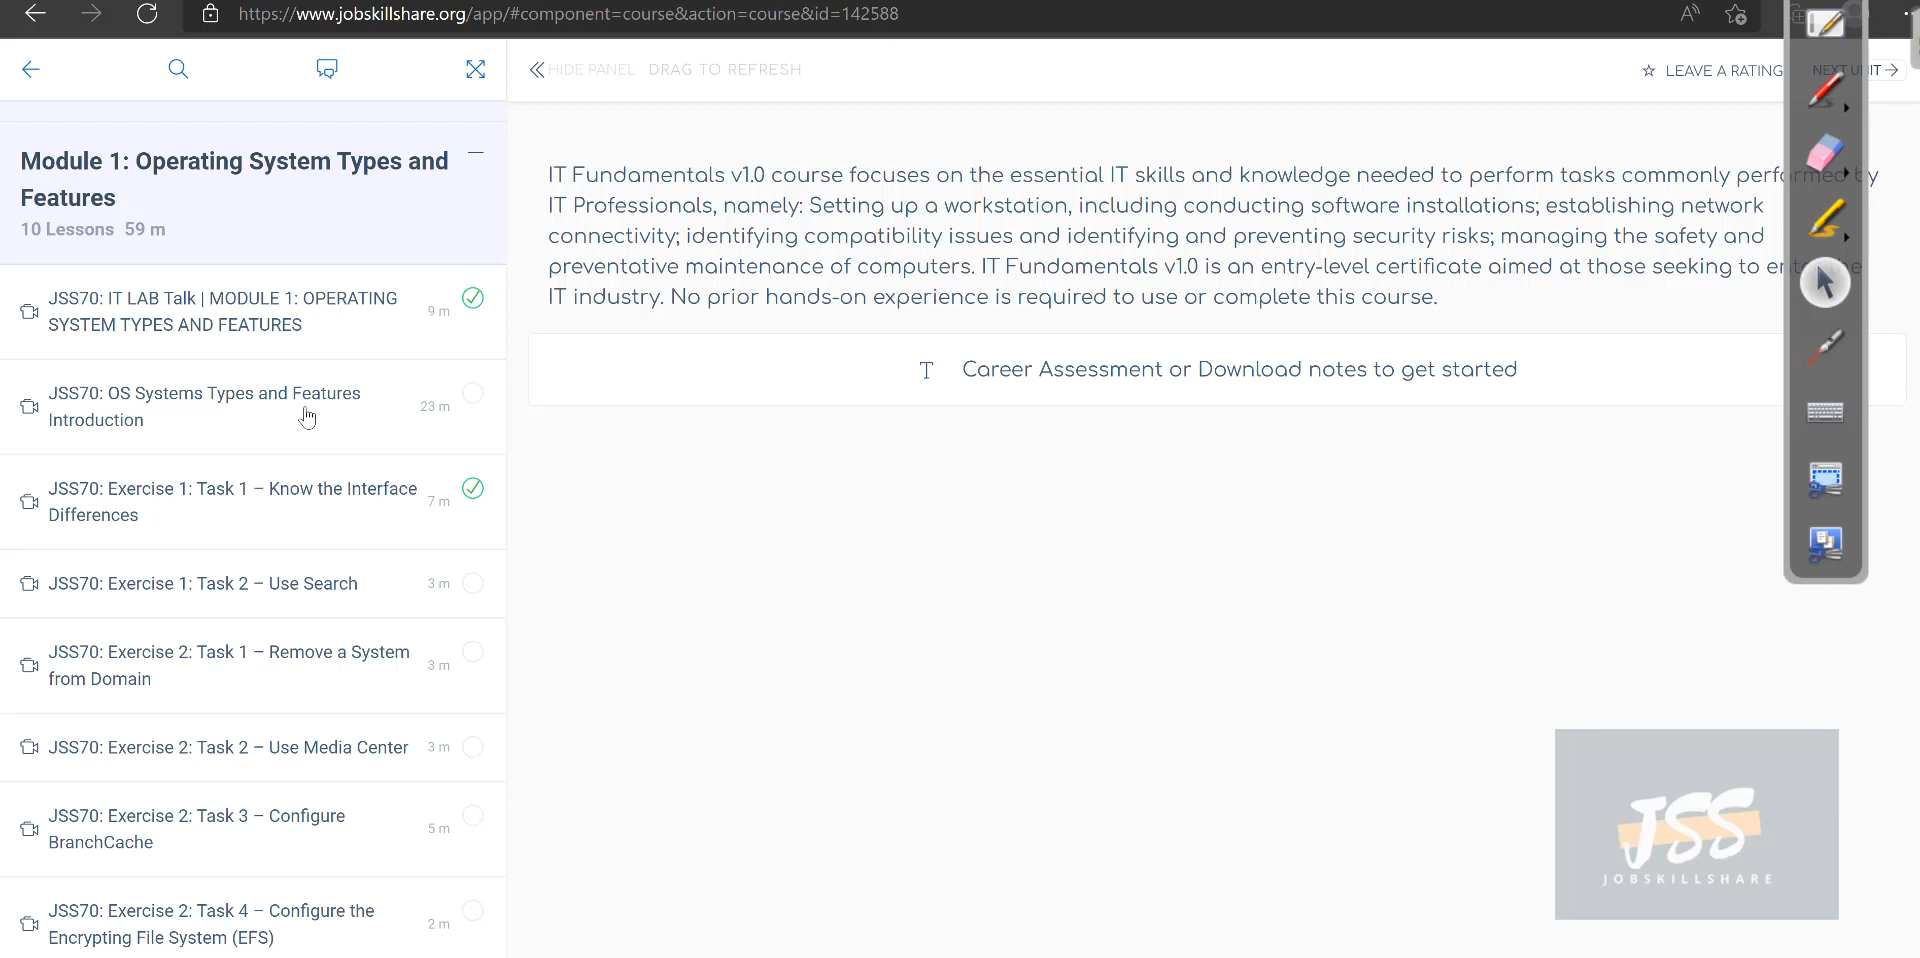 https://www.jobskillshare.org/app/#component=course&action=course&id=142588
HIDE PANEL DRAG TO REFRESH
LEAVE A RATING
NEXT UNIT
Module 1: Operating System Types and
Features
10 Lessons 59 m
JSS70: IT LAB Talk | MODULE 1: OPERATING
SYSTEM TYPES AND FEATURES
9 m
JSS70: OS Systems Types and Features
Introduction
23 m
JSS70: Exercise 1: Task 1 – Know the Interface
Differences
7 m
JSS70: Exercise 1: Task 2 – Use Search
3 m
JSS70: Exercise 2: Task 1 – Remove a System
from Domain
3 m
JSS70: Exercise 2: Task 2 – Use Media Center
3 m
JSS70: Exercise 2: Task 3 – Configure
BranchCache
5 m
JSS70: Exercise 2: Task 4 – Configure the
Encrypting File System (EFS)
2 m
IT Fundamentals v1.0 course focuses on the essential IT skills and knowledge needed to perform tasks commonly performed by
IT Professionals, namely: Setting up a workstation, including conducting software installations; establishing network
connectivity; identifying compatibility issues and identifying and preventing security risks; managing the safety and
preventative maintenance of computers. IT Fundamentals v1.0 is an entry-level certificate aimed at those seeking to enter the
IT industry. No prior hands-on experience is required to use or complete this course.
Career Assessment or Download notes to get started
JSS
JOBSKILLSHARE